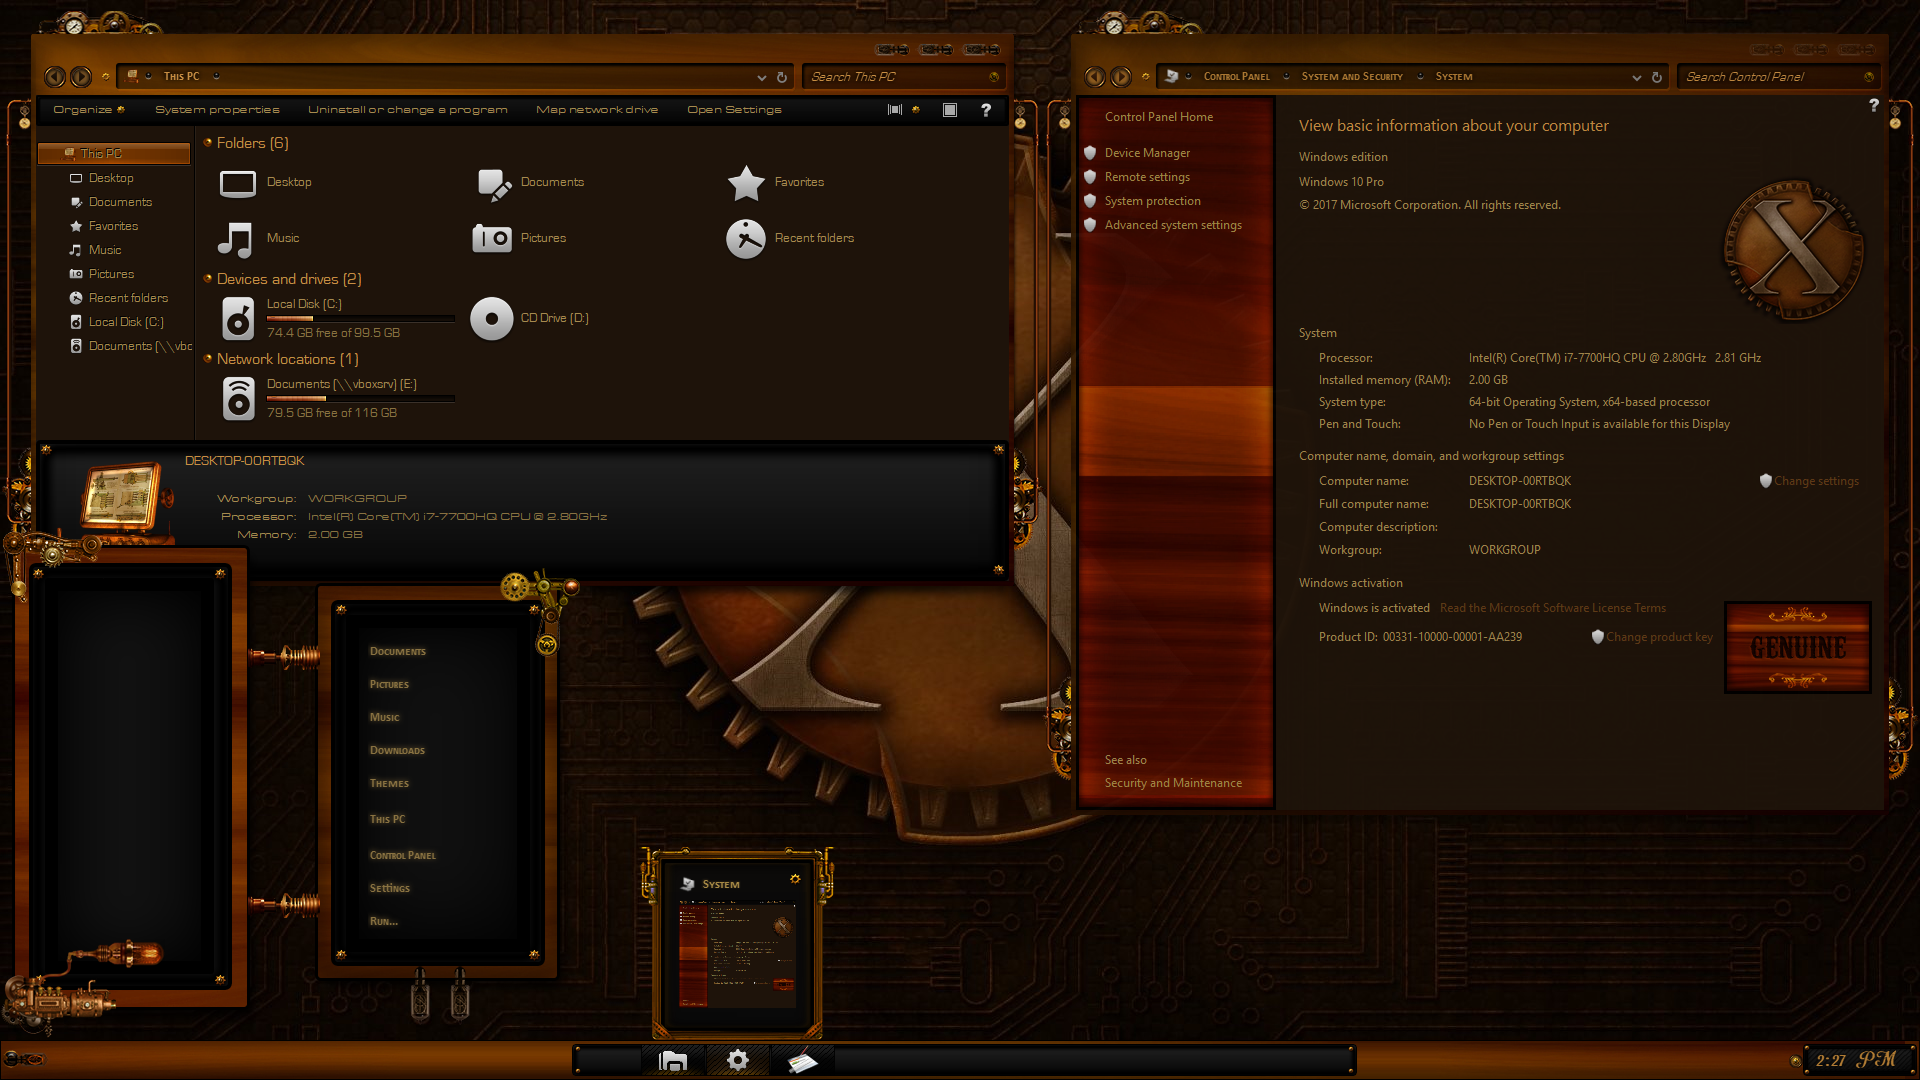 This PC
Search This PC
Organize
System properties
Uninstall or change a program
Map network drive
Open Settings
?
This PC
Desktop
Documents
Favorites
Music
Pictures
Recent folders
Local Disk (C:)
Documents (\\vbo
Folders (6)
Desktop
Documents
Favorites
Music
Pictures
Recent folders
Devices and drives (2)
Local Disk (C:)
74.4 GB free of 99.5 GB
CD Drive (D:)
Network locations (1)
Documents (\\vboxsrv) (E:)
79.5 GB free of 116 GB
DESKTOP-00RTBQK
Workgroup: WORKGROUP
Processor: Intel(R) Core(TM) i7-7700HQ CPU @ 2.80GHz
Memory: 2.00 GB
Documents
Pictures
Music
Downloads
Themes
This PC
Control Panel
Settings
Run...
System
Control Panel
System and Security
System
Search Control Panel
?
Control Panel Home
Device Manager
Remote settings
System protection
Advanced system settings
See also
Security and Maintenance
View basic information about your computer
Windows edition
Windows 10 Pro
© 2017 Microsoft Corporation. All rights reserved.
X
System
Processor: Intel(R) Core(TM) i7-7700HQ CPU @ 2.80GHz 2.81 GHz
Installed memory (RAM): 2.00 GB
System type: 64-bit Operating System, x64-based processor
Pen and Touch: No Pen or Touch Input is available for this Display
Computer name, domain, and workgroup settings
Computer name: DESKTOP-00RTBQK
Change settings
Full computer name: DESKTOP-00RTBQK
Computer description:
Workgroup: WORKGROUP
Windows activation
Windows is activated Read the Microsoft Software License Terms
Product ID: 00331-10000-00001-AA239
Change product key
GENUINE
2:27 PM